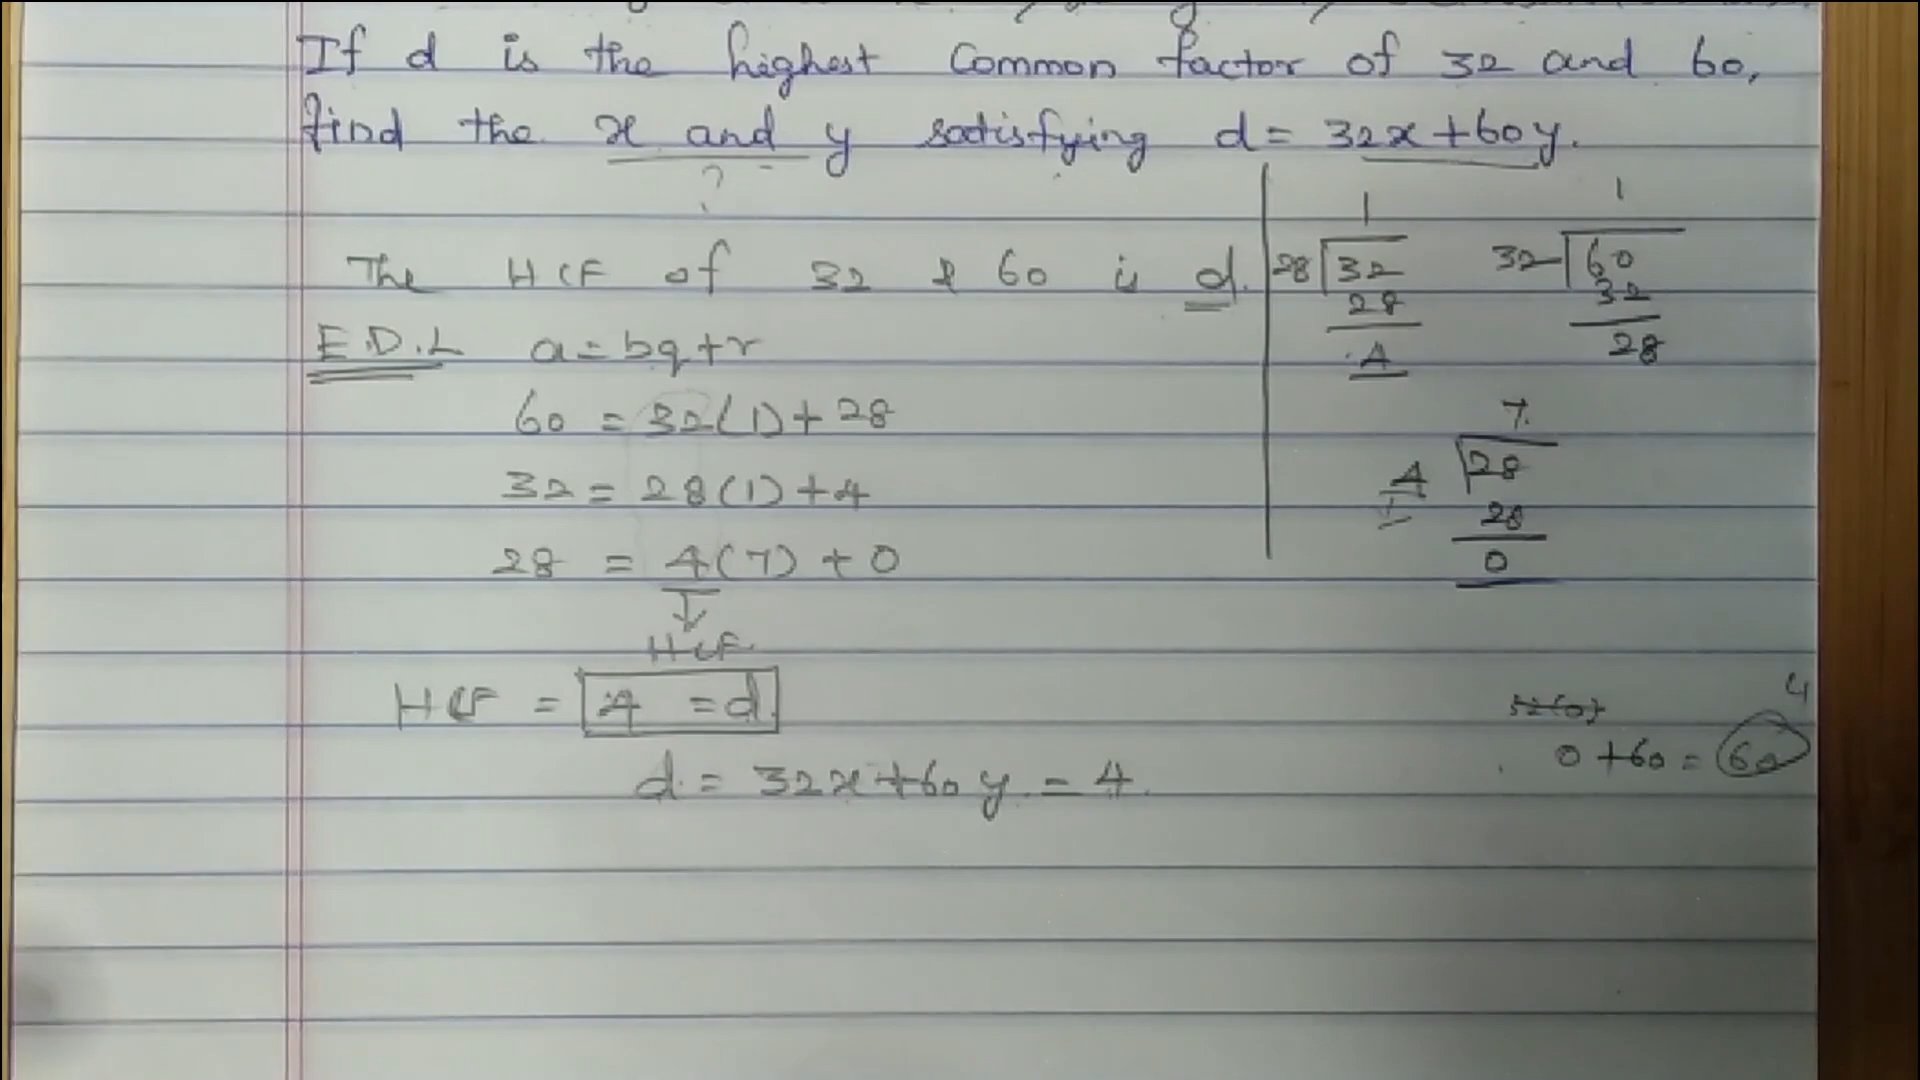 If d is the highest Common factor of 32 and 60,
find the x and y satisfying d = 32x+60y.
?
The HCF of 32 & 60 is d.
E.D.L a = bq+r
60 = 32(1)+28
32 = 28(1)+4
28 = 4(7)+0
HCF.
HCF = 4 = d.
d = 32x+60y = 4.
1
28 32
28
4
1
32 60
32
28
7.
4 28
28
0
4
0+60 = 60